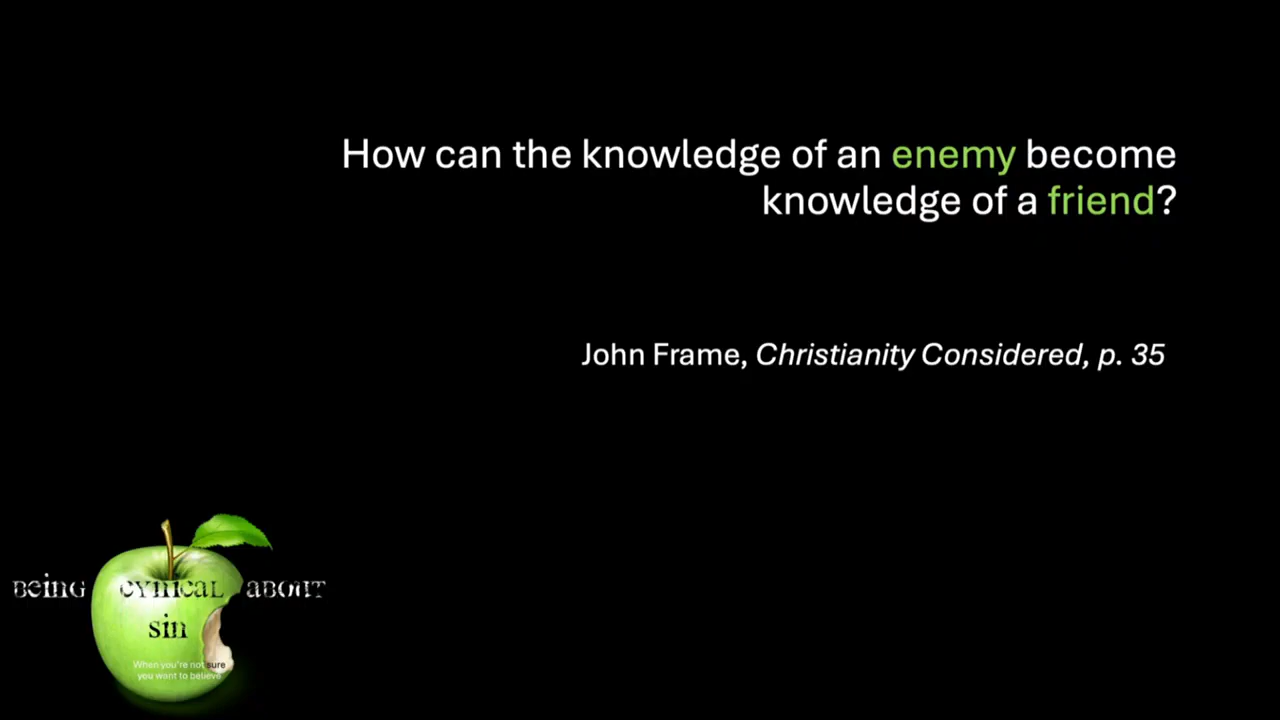 How can the knowledge of an enemy become
knowledge of a friend?
John Frame, Christianity Considered, p. 35
Being cynical about
sin
When you're not sure
you want to believe